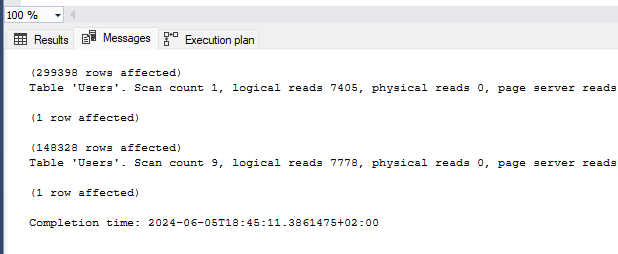 100 %
Results Messages Execution plan
(299398 rows affected)
Table 'Users'. Scan count 1, logical reads 7405, physical reads 0, page server reads
(1 row affected)
(148328 rows affected)
Table 'Users'. Scan count 9, logical reads 7778, physical reads 0, page server reads
(1 row affected)
Completion time: 2024-06-05T18:45:11.3861475+02:00